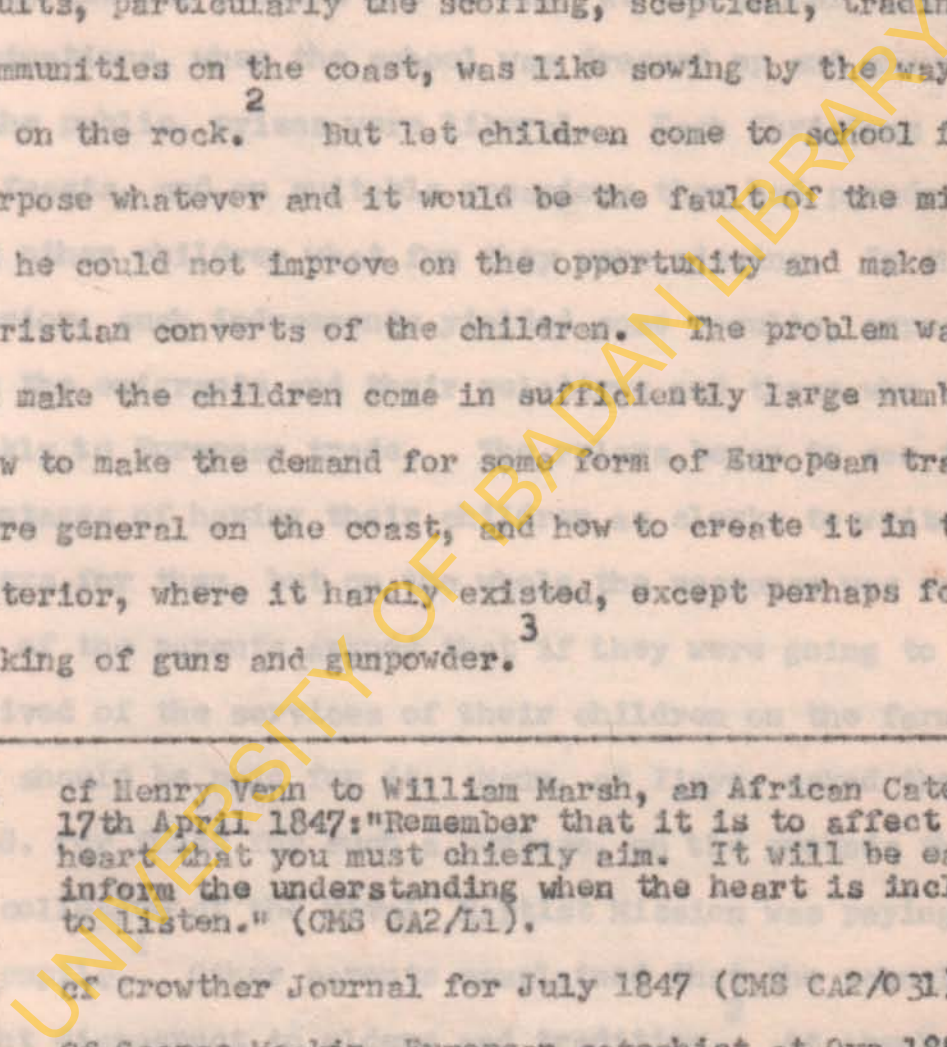 ults, particularly the scoffing, sceptical, tradin
mmunities on the coast, was like sowing by the way
on the rock.2 But let children come to school i
rpose whatever and it would be the fault of the mi
he could not improve on the opportunity and make
ristian converts of the children. The problem wa
make the children come in sufficiently large numb
w to make the demand for some form of European tra
re general on the coast, and how to create it in
terior, where it hardly existed, except perhaps fo
king of guns and gunpowder.3
cf Henry Venn to William Marsh, an African Cate
17th April 1847:"Remember that it is to affect
heart that you must chiefly aim. It will be ea
inform the understanding when the heart is incl
to listen." (CMS CA2/L1).
cf Crowther Journal for July 1847 (CMS CA2/031)
European catechist at
UNIVERSITY OF IBADAN LIBRARY